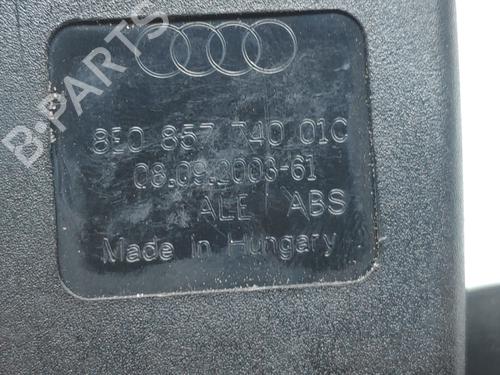 B-PARTS
8E0 857 740 01C
08.09.2003-61
ALE ABS
Made in Hungary